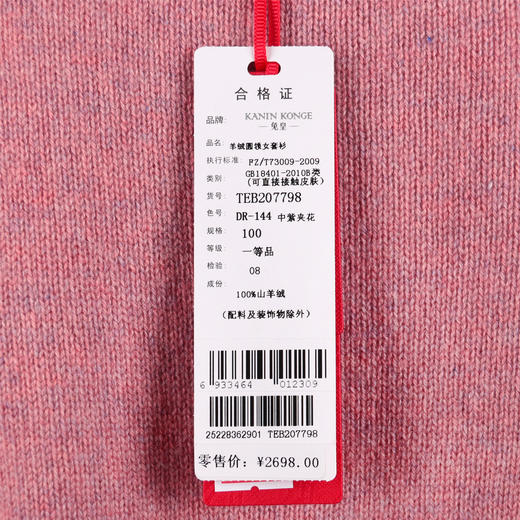 合格证
品牌: KANIN KONGE
—兔皇—
品名: 羊绒圆领女套衫
执行标准: FZ/T73009-2009
类别: GB18401-2010B类
(可直接接触皮肤)
货号: TEB207798
色号: DR-144 中紫夹花
规格: 100
等级: 一等品
检验: 08
成份:
100%山羊绒
(配料及装饰物除外)
6 933464 012309
25228362901 TEB207798
零售价: ¥2698.00